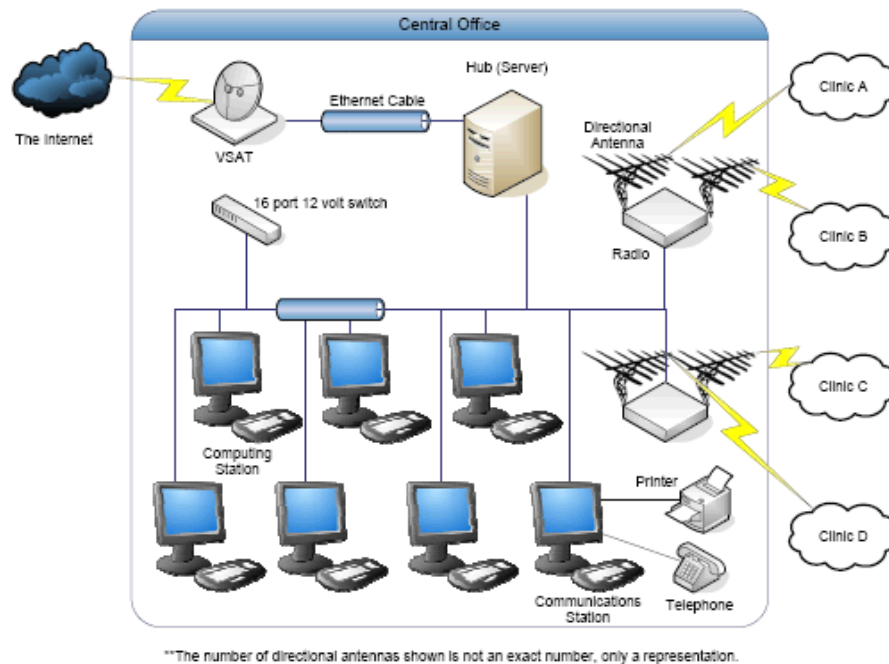 Central Office
Hub (Server)
Clinic A
Ethernet Cable
The Internet
Directional
Antenna
VSAT
16 port 12 volt switch
Clinic B
Radio
Clinic C
Computing
Station
Printer
Clinic D
Communications
Station
Telephone
**The number of directional antennas shown is not an exact number, only a representation.